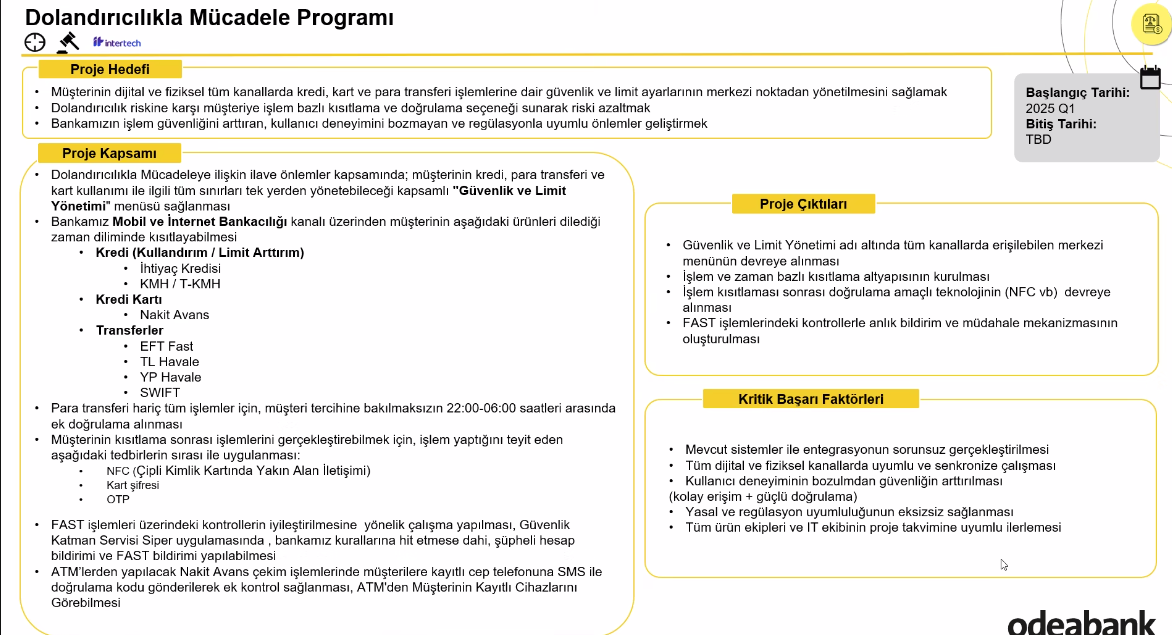 Dolandırıcılıkla Mücadele Programı
intertech
Proje Hedefi
• Müşterinin dijital ve fiziksel tüm kanallarda kredi, kart ve para transferi işlemlerine dair güvenlik ve limit ayarlarının merkezi noktadan yönetilmesini sağlamak
• Dolandırıcılık riskine karşı müşteriye işlem bazlı kısıtlama ve doğrulama seçeneği sunarak riski azaltmak
• Bankamızın işlem güvenliğini arttıran, kullanıcı deneyimini bozmayan ve regülasyonla uyumlu önlemler geliştirmek
Başlangıç Tarihi:
2025 Q1
Bitiş Tarihi:
TBD
Proje Kapsamı
• Dolandırıcılıkla Mücadeleye ilişkin ilave önlemler kapsamında; müşterinin kredi, para transferi ve
kart kullanımı ile ilgili tüm sınırları tek yerden yönetebileceği kapsamlı "Güvenlik ve Limit
Yönetimi" menüsü sağlanması
• Bankamız Mobil ve İnternet Bankacılığı kanalı üzerinden müşterinin aşağıdaki ürünleri dilediği
zaman diliminde kısıtlayabilmesi
• Kredi (Kullandırım / Limit Arttırım)
• İhtiyaç Kredisi
• KMH / T-KMH
• Kredi Kartı
• Nakit Avans
• Transferler
• EFT Fast
• TL Havale
• YP Havale
• SWIFT
• Para transferi hariç tüm işlemler için, müşteri tercihine bakılmaksızın 22:00-06:00 saatleri arasında
ek doğrulama alınması
• Müşterinin kısıtlama sonrası işlemlerini gerçekleştirebilmek için, işlem yaptığını teyit eden
aşağıdaki tedbirlerin sırası ile uygulanması:
• NFC (Çipli Kimlik Kartında Yakın Alan İletişimi)
• Kart şifresi
• OTP
• FAST işlemleri üzerindeki kontrollerin iyileştirilmesine yönelik çalışma yapılması, Güvenlik
Katman Servisi Siper uygulamasında , bankamız kurallarına hit etmese dahi, şüpheli hesap
bildirimi ve FAST bildirimi yapılabilmesi
• ATM'lerden yapılacak Nakit Avans çekim işlemlerinde müşterilere kayıtlı cep telefonuna SMS ile
doğrulama kodu gönderilerek ek kontrol sağlanması, ATM'den Müşterinin Kayıtlı Cihazlarını
Görebilmesi
Proje Çıktıları
• Güvenlik ve Limit Yönetimi adı altında tüm kanallarda erişilebilen merkezi
menünün devreye alınması
• İşlem ve zaman bazlı kısıtlama altyapısının kurulması
• İşlem kısıtlaması sonrası doğrulama amaçlı teknolojinin (NFC vb) devreye
alınması
• FAST işlemlerindeki kontrollerle anlık bildirim ve müdahale mekanizmasının
oluşturulması
Kritik Başarı Faktörleri
• Mevcut sistemler ile entegrasyonun sorunsuz gerçekleştirilmesi
• Tüm dijital ve fiziksel kanallarda uyumlu ve senkronize çalışması
• Kullanıcı deneyiminin bozulmdan güvenliğin arttırılması
(kolay erişim + güçlü doğrulama)
• Yasal ve regülasyon uyumluluğunun eksizsiz sağlanması
• Tüm ürün ekipleri ve IT ekibinin proje takvimine uyumlu ilerlemesi
odeabank